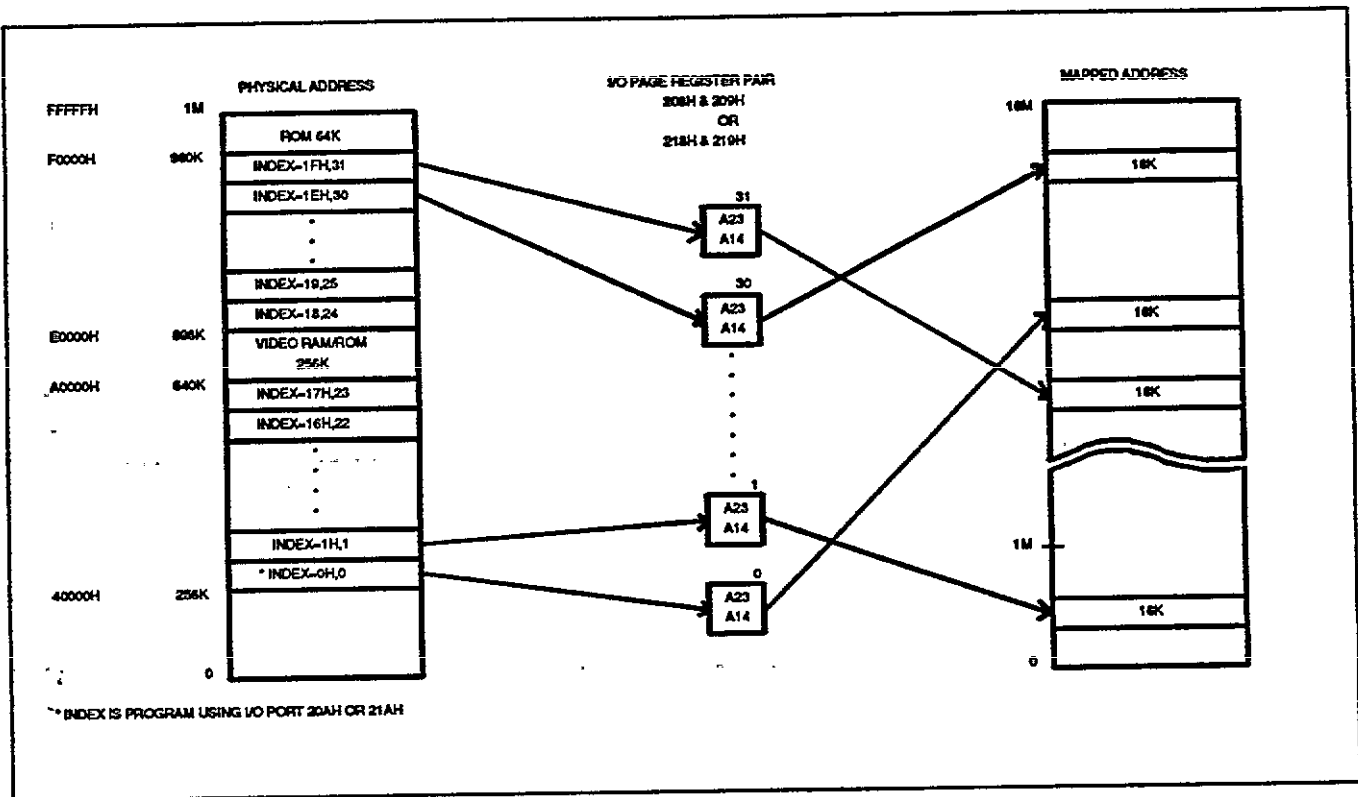 PHYSICAL ADDRESS
I/O PAGE REGISTER PAIR
208H & 209H
OR
218H & 219H
MAPPED ADDRESS
FFFFFH 1M
16M
ROM 64K
F0000H 960K
INDEX=1FH,31
16K
INDEX=1EH,30
31
A23
A14
30
INDEX=19,25
A23
A14
INDEX=18,24
16K
E0000H 896K
VIDEO RAM/ROM
256K
A0000H 640K
INDEX=17H,23
16K
INDEX=16H,22
1
A23
A14
INDEX=1H,1
1M
* INDEX=0H,0
0
40000H 256K
A23
A14
16K
0
0
* INDEX IS PROGRAM USING I/O PORT 20AH OR 21AH